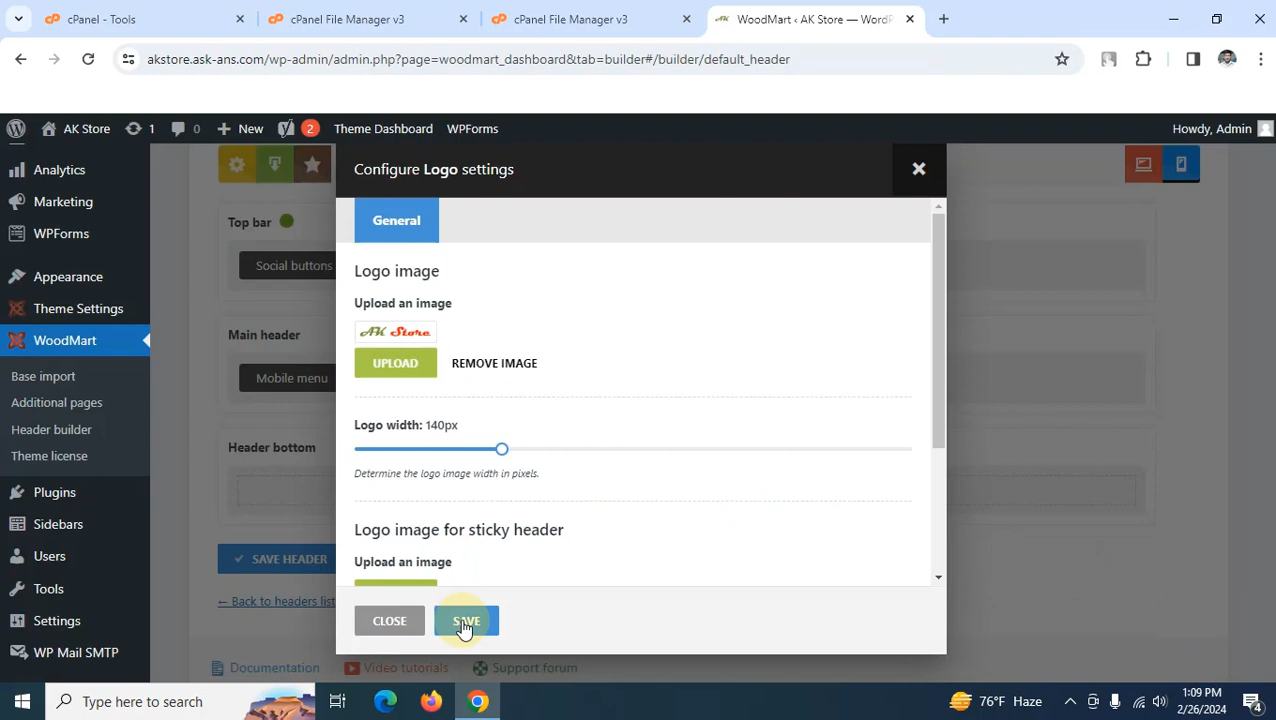 cPanel - Tools
cPanel File Manager v3
cPanel File Manager v3
WoodMart ‹ AK Store — WordP
akstore.ask-ans.com/wp-admin/admin.php?page=woodmart_dashboard&tab=builder#/builder/default_header
AK Store
1
0
New
2
Theme Dashboard
WPForms
Howdy, Admin
Analytics
Marketing
WPForms
Appearance
Theme Settings
WoodMart
Base import
Additional pages
Header builder
Theme license
Plugins
Sidebars
Users
Tools
Settings
WP Mail SMTP
Top bar
Social buttons
Main header
Mobile menu
Header bottom
SAVE HEADER
← Back to headers list
Configure Logo settings
General
Logo image
Upload an image
AK Store
UPLOAD
REMOVE IMAGE
Logo width: 140px
Determine the logo image width in pixels.
Logo image for sticky header
Upload an image
CLOSE
SAVE
Documentation
Video tutorials
Support forum
Type here to search
76°F Haze
1:09 PM
2/26/2024
4